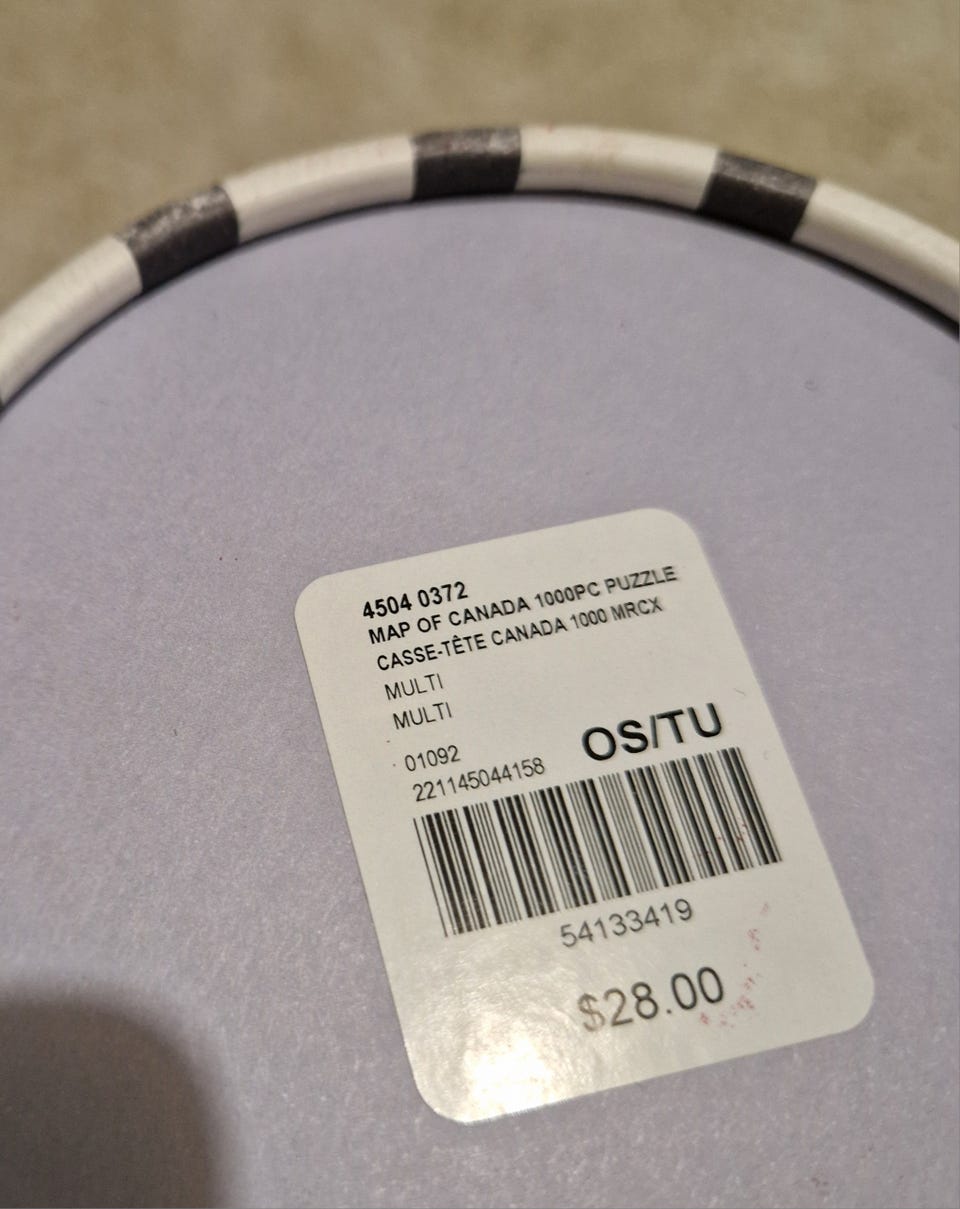 4504 0372
MAP OF CANADA 1000PC PUZZLE
CASSE-TÊTE CANADA 1000 MRCX
MULTI
MULTI
01092
221145044158
OS/TU
54133419
$28.00